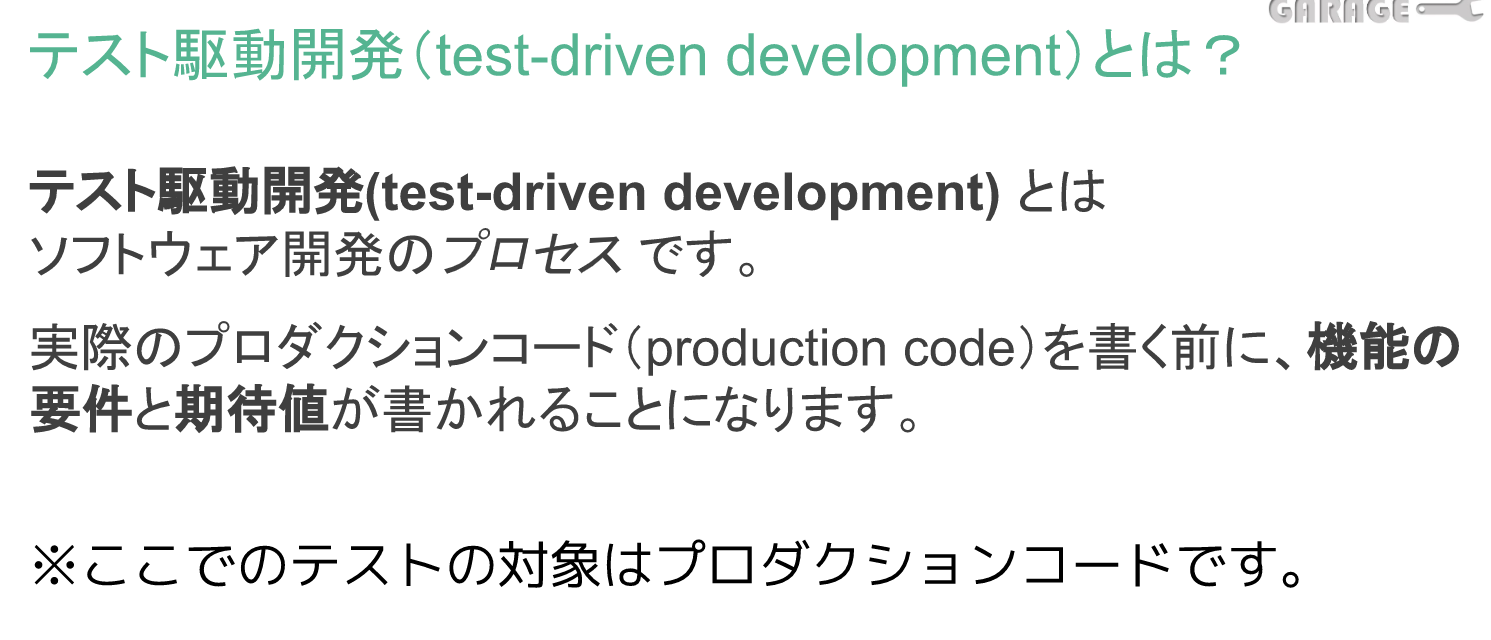 GARAGE
テスト駆動開発（test-driven development）とは？
テスト駆動開発(test-driven development) とは
ソフトウェア開発のプロセス です。
実際のプロダクションコード（production code）を書く前に、機能の
要件と期待値が書かれることになります。
※ここでのテストの対象はプロダクションコードです。